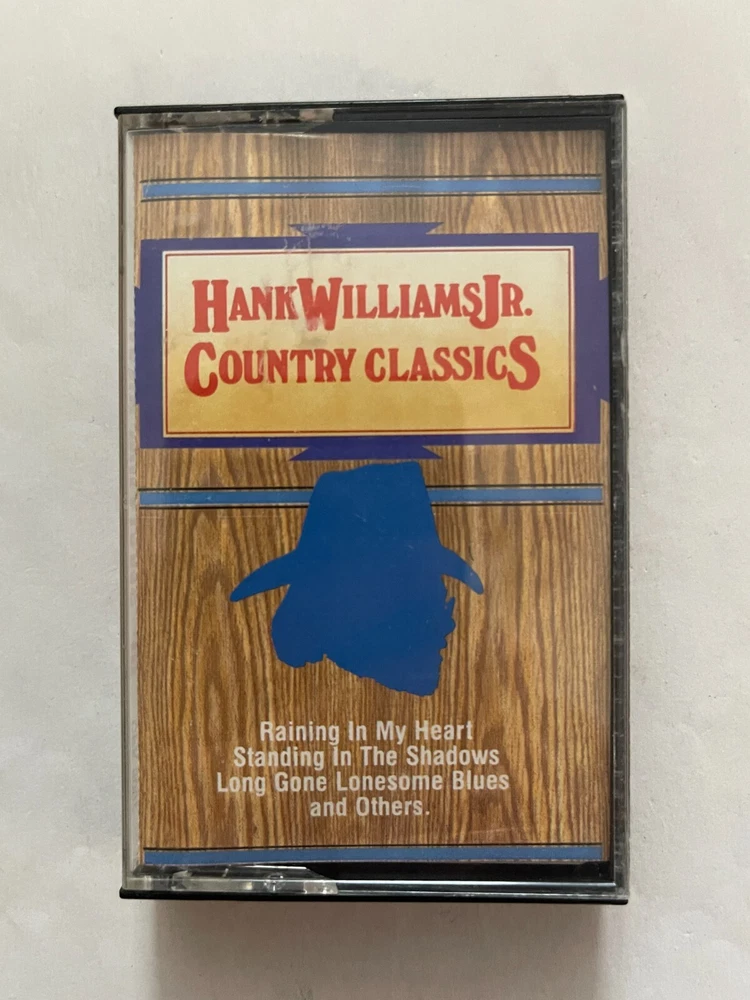 HANK WILLIAMS JR.
COUNTRY CLASSICS
Raining In My Heart
Standing In The Shadows
Long Gone Lonesome Blues
and Others.